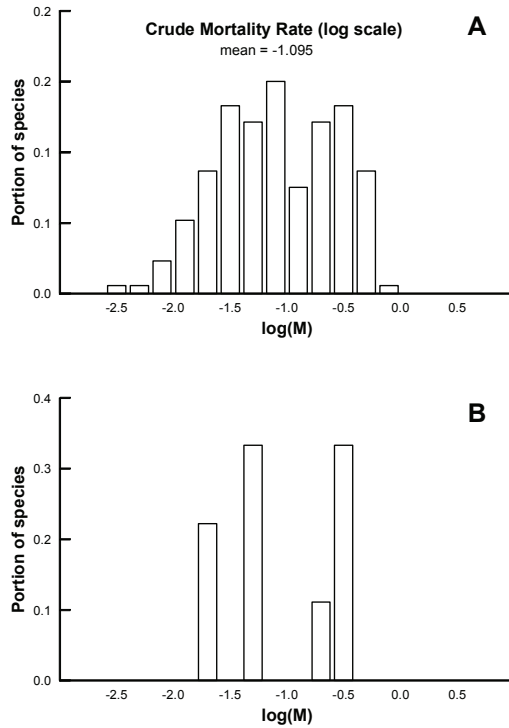 0.2
Crude Mortality Rate (log scale)
A
mean = -1.095
0.2
0.1
0.1
0.0
Portion of species
-2.5 -2.0 -1.5 -1.0 -0.5 0.0 0.5
log(M)
0.4
B
0.3
0.2
0.1
0.0
Portion of species
-2.5 -2.0 -1.5 -1.0 -0.5 0.0 0.5
log(M)